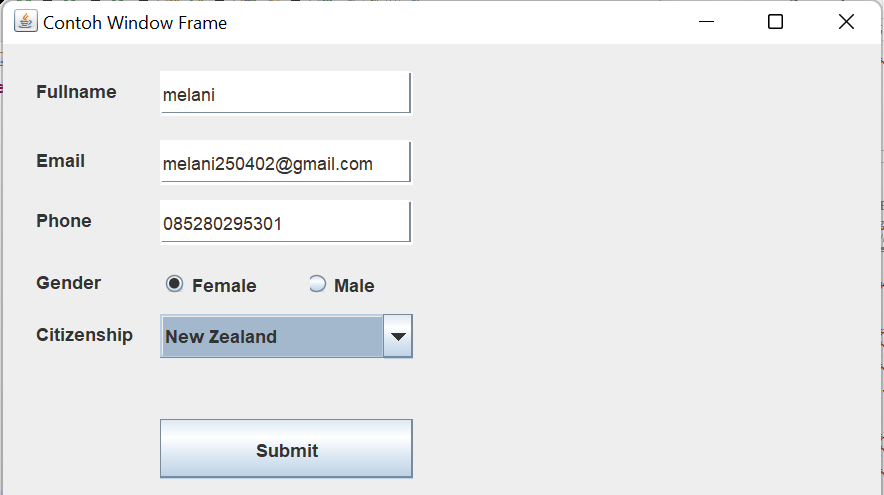 Contoh Window Frame
Fullname melani
Email melani250402@gmail.com
Phone 085280295301
Gender Female Male
Citizenship New Zealand
Submit